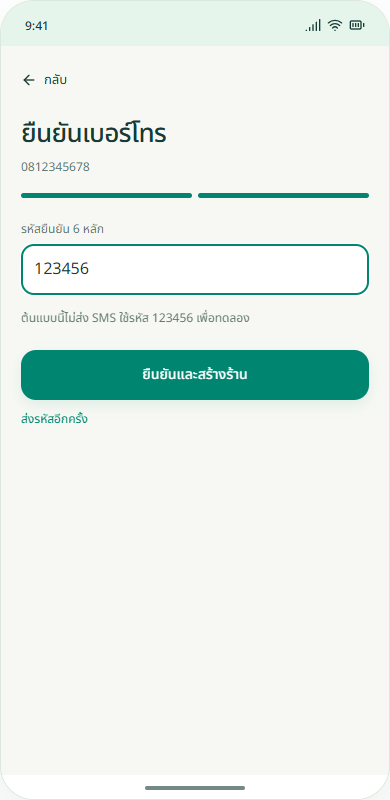 9:41
กลับ
ยืนยันเบอร์โทร
0812345678
รหัสยืนยัน 6 หลัก
123456
ต้นแบบนี้ไม่ส่ง SMS ใช้รหัส 123456 เพื่อทดลอง
ยืนยันและสร้างร้าน
ส่งรหัสอีกครั้ง